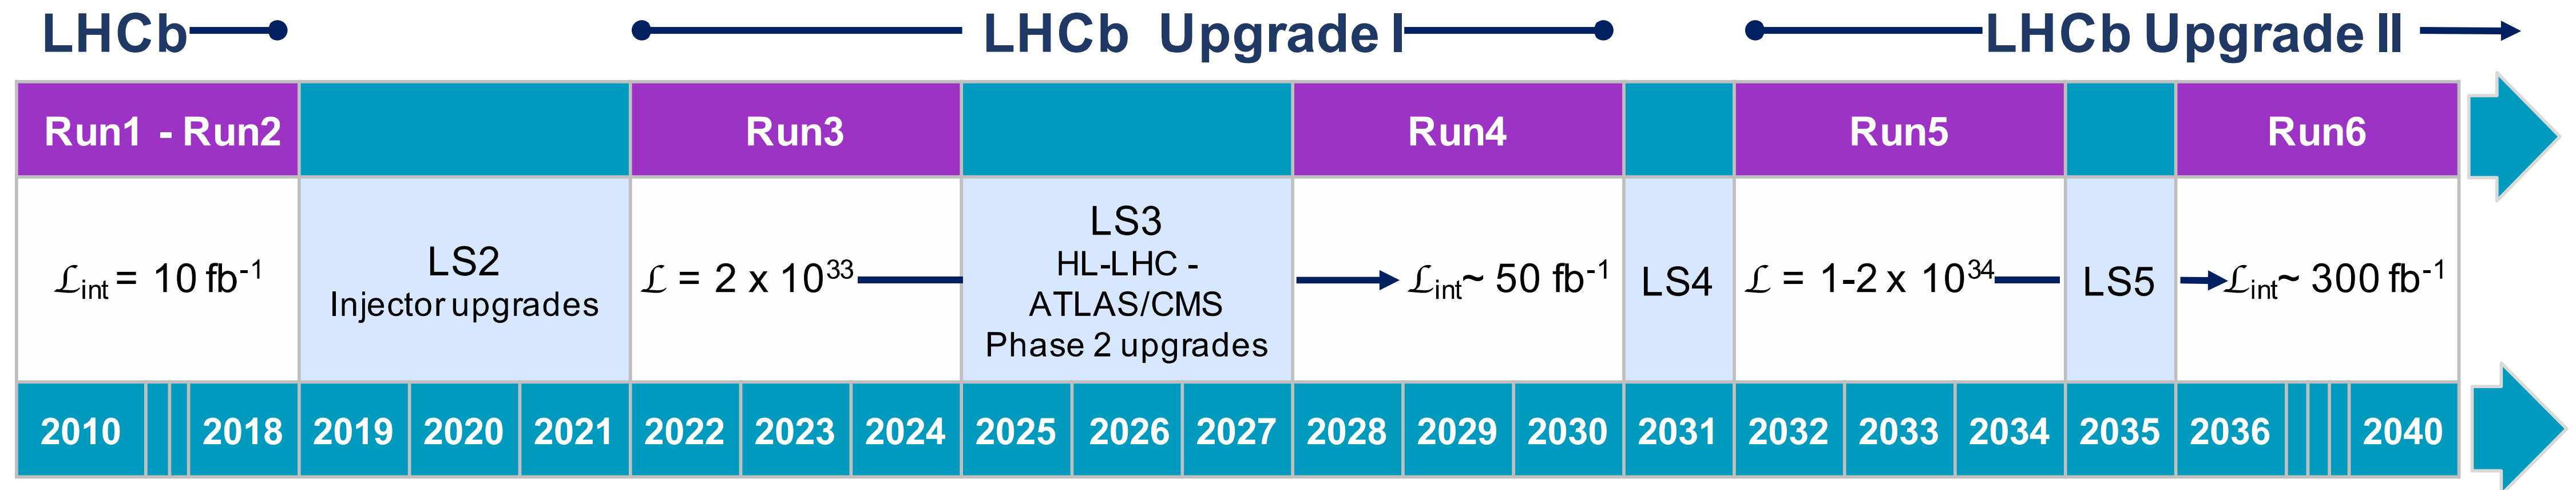 LHCb
LHCb Upgrade I
LHCb Upgrade II
Run1 - Run2
Run3
Run4
Run5
Run6
ℒint = 10 fb-1
LS2
Injector upgrades
ℒ = 2 x 10³³
LS3
HL-LHC -
ATLAS/CMS
Phase 2 upgrades
ℒint~ 50 fb-1
LS4
ℒ = 1-2 x 10³⁴
LS5
ℒint~ 300 fb-1
2010 2018 2019 2020 2021 2022 2023 2024 2025 2026 2027 2028 2029 2030 2031 2032 2033 2034 2035 2036 2040